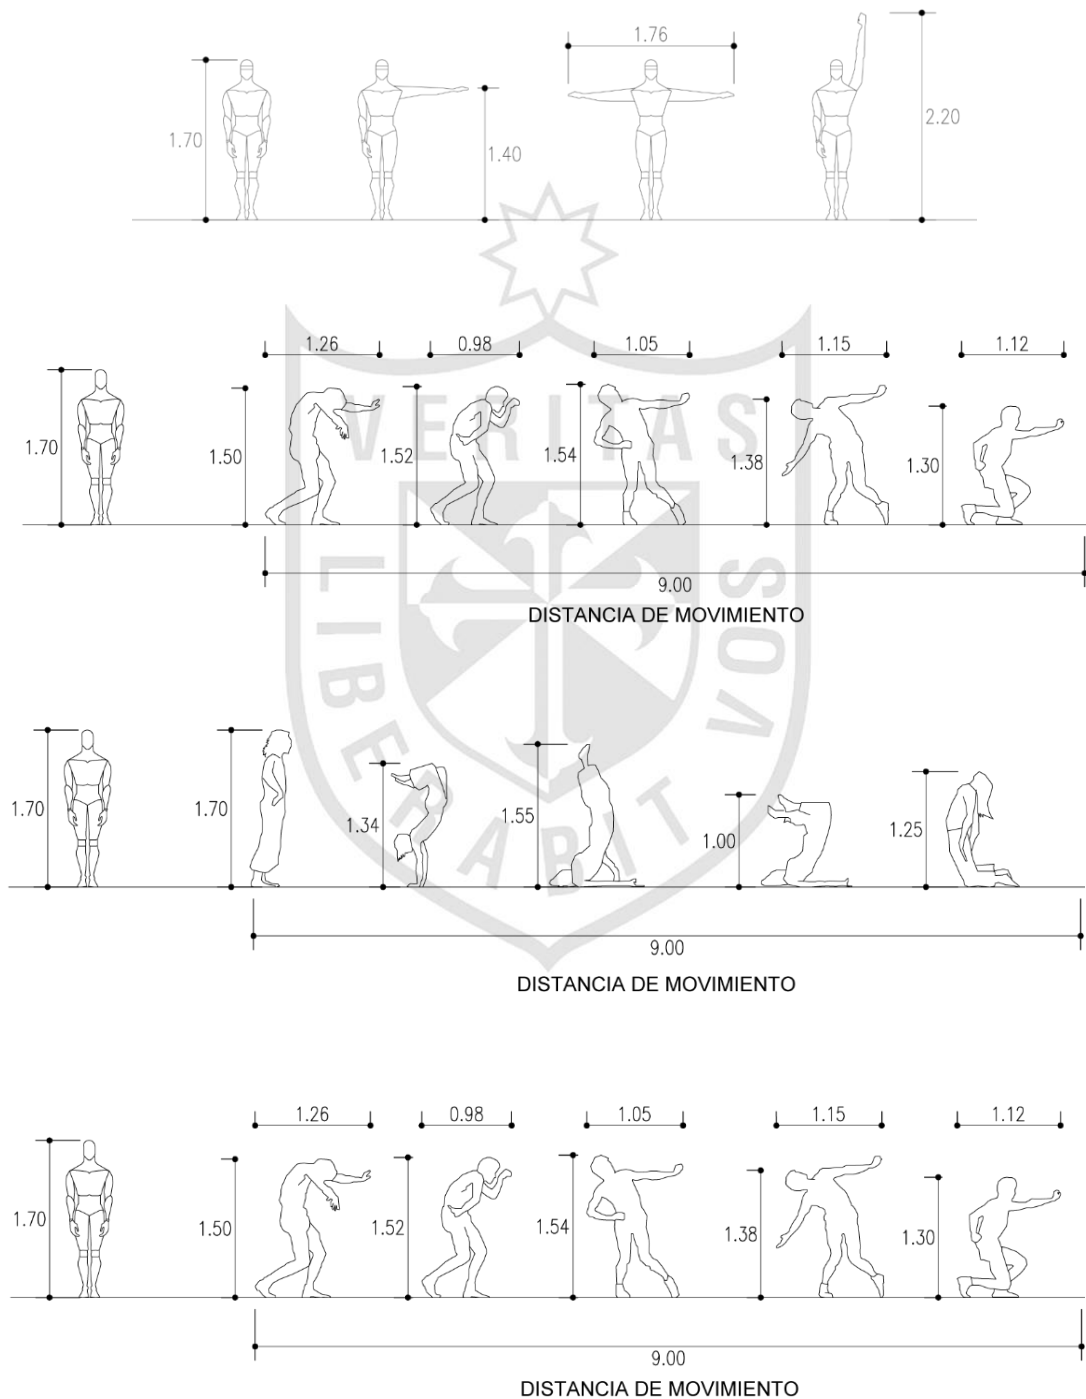 1.76
1.70
1.40
2.20
1.26 0.98 1.05 1.15 1.12
1.70 1.50 1.52 1.54 1.38 1.30
9.00
DISTANCIA DE MOVIMIENTO
1.70 1.70 1.34 1.55 1.00 1.25
9.00
DISTANCIA DE MOVIMIENTO
1.26 0.98 1.05 1.15 1.12
1.70 1.50 1.52 1.54 1.38 1.30
9.00
DISTANCIA DE MOVIMIENTO
VERITAS
LIBERABIT
VOS